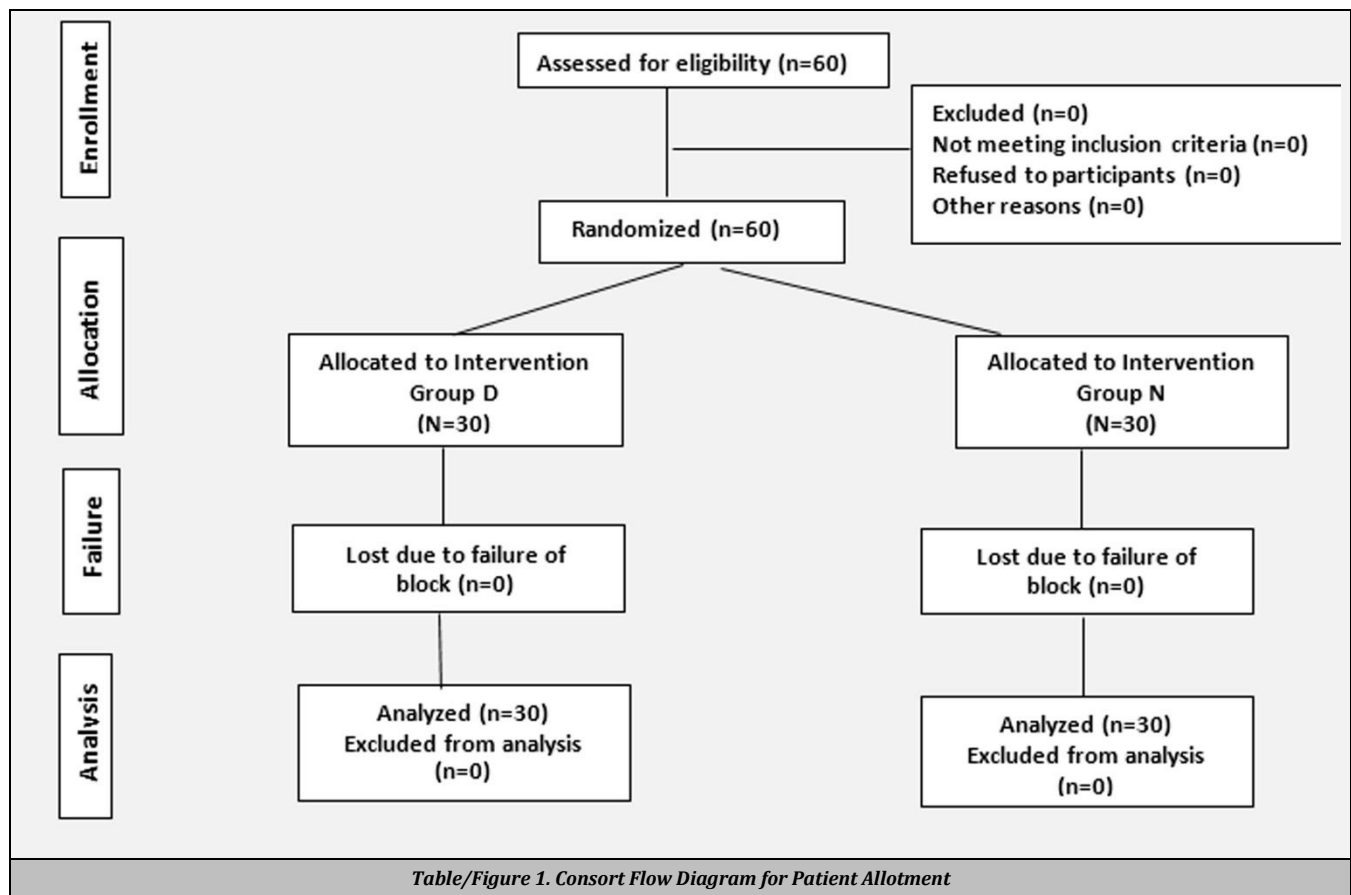 Enrollment
Assessed for eligibility (n=60)
Excluded (n=0)
Not meeting inclusion criteria (n=0)
Refused to participants (n=0)
Other reasons (n=0)
Randomized (n=60)
Allocation
Allocated to Intervention
Group D
(N=30)
Allocated to Intervention
Group N
(N=30)
Failure
Lost due to failure of
block (n=0)
Lost due to failure of
block (n=0)
Analysis
Analyzed (n=30)
Excluded from analysis
(n=0)
Analyzed (n=30)
Excluded from analysis
(n=0)
Table/Figure 1. Consort Flow Diagram for Patient Allotment